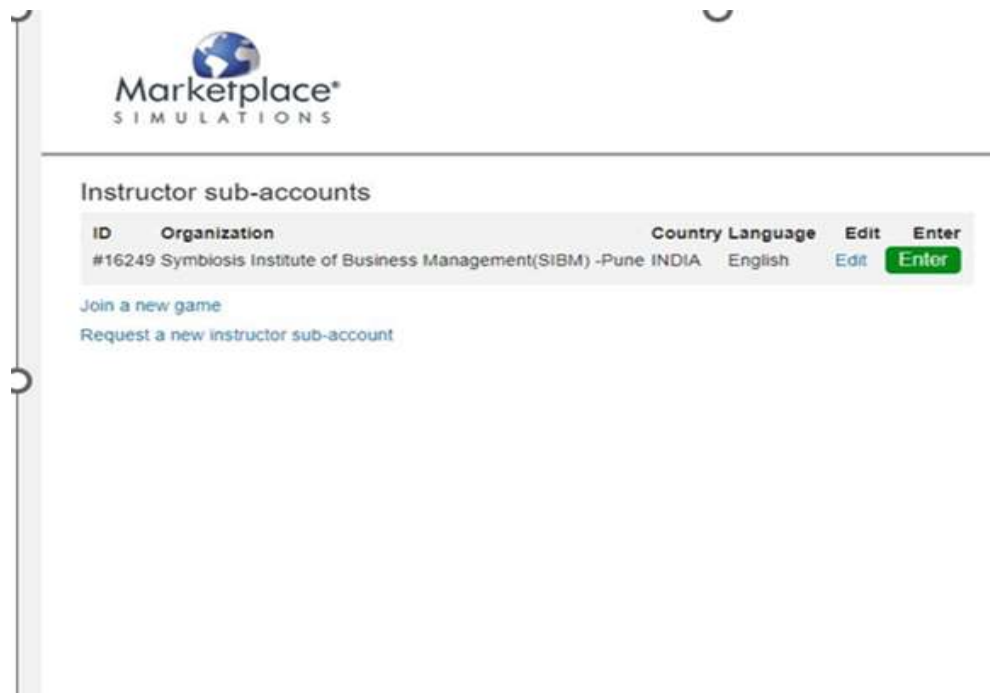 Marketplace®
SIMULATIONS
Instructor sub-accounts
ID Organization Country Language Edit Enter
#16249 Symbiosis Institute of Business Management(SIBM) -Pune INDIA English Edit Enter
Join a new game
Request a new instructor sub-account